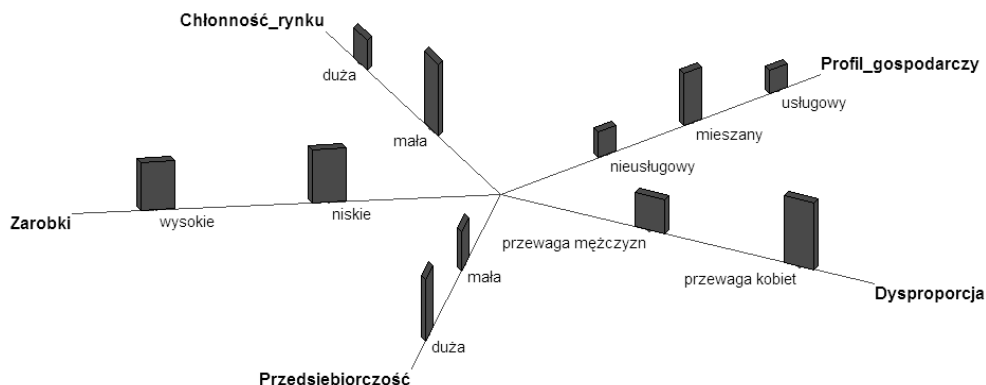 Chłonność_rynku
duża
mała
Profil_gospodarczy
usługowy
mieszany
nieusługowy
Zarobki
wysokie
niskie
przewaga mężczyzn
przewaga kobiet
Dysproporcja
mała
duża
Przedsiebiorczość